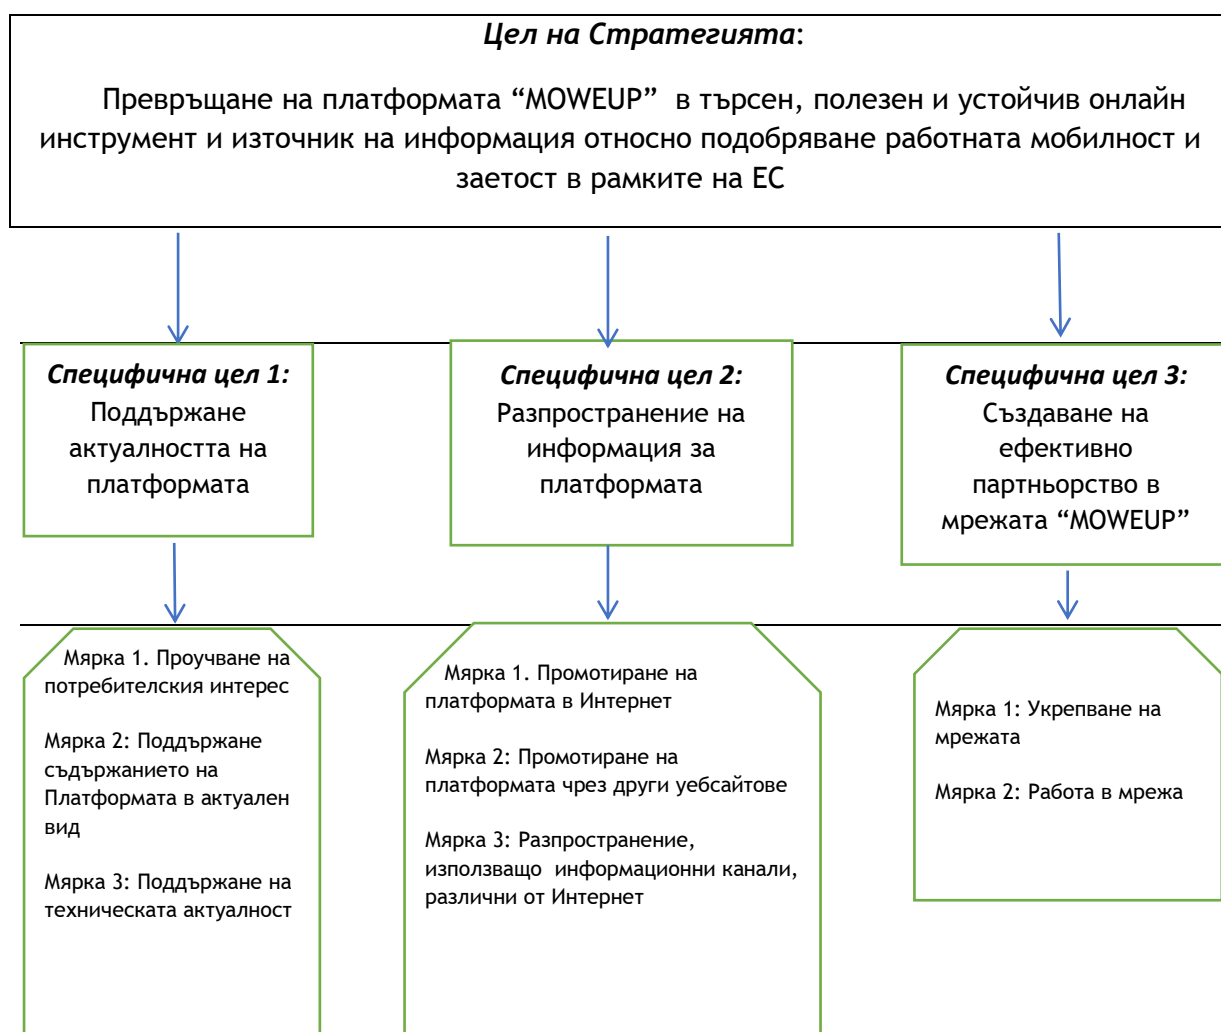 Цел на Стратегията:
Превръщане на платформата “MOWEUP” в търсен, полезен и устойчив онлайн
инструмент и източник на информация относно подобряване работната мобилност и
заетост в рамките на ЕС
Специфична цел 1:
Поддържане
актуалността на
платформата
Специфична цел 2:
Разпространение на
информация за
платформата
Специфична цел 3:
Създаване на
ефективно
партньорство в
мрежата “MOWEUP”
Мярка 1. Проучване на
потребителския интерес
Мярка 2: Поддържане
съдържанието на
Платформата в актуален
вид
Мярка 3: Поддържане на
техническата актуалност
Мярка 1. Промотиране на
платформата в Интернет
Мярка 2: Промотиране на
платформата чрез други уебсайтове
Мярка 3: Разпространение,
използващо информационни канали,
различни от Интернет
Мярка 1: Укрепване на
мрежата
Мярка 2: Работа в мрежа